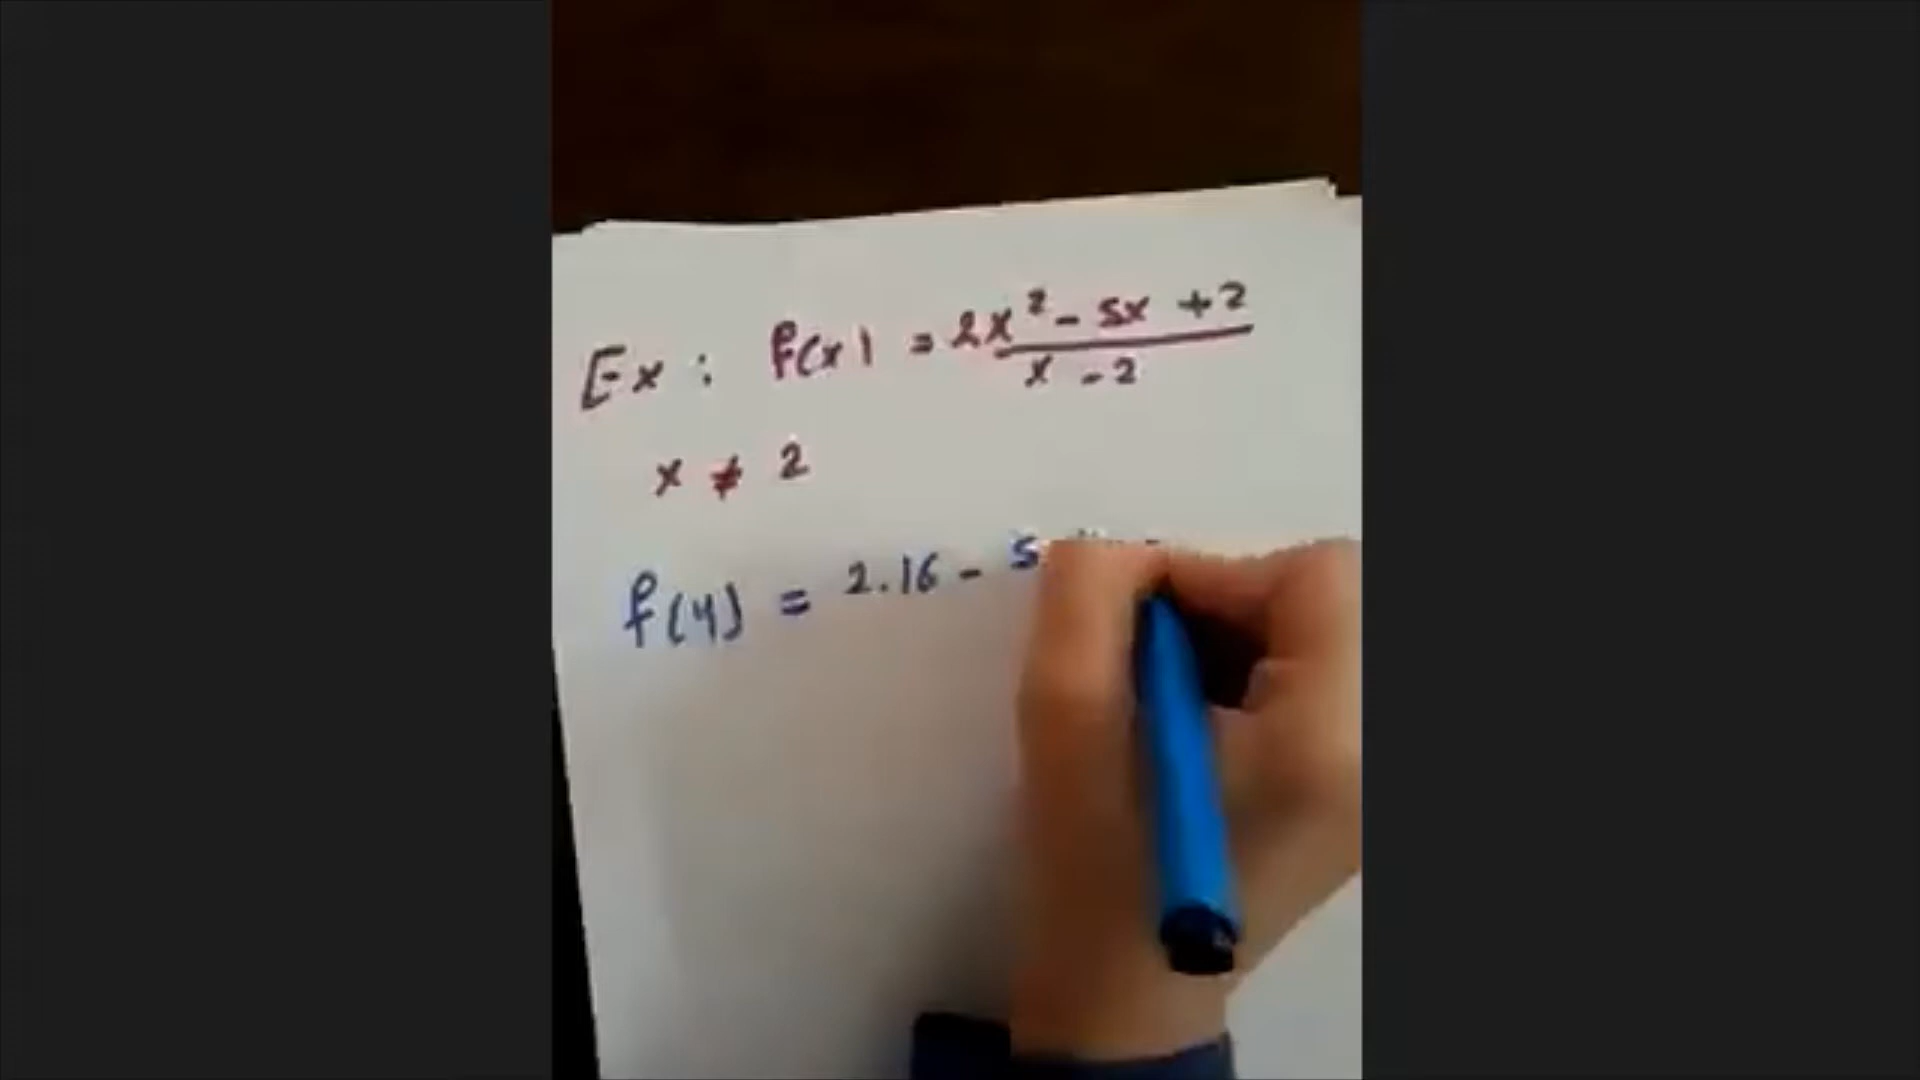 Ex : f(x) = 2x² - 5x + 2
x - 2
x ≠ 2
f(4) = 2.16 - 5